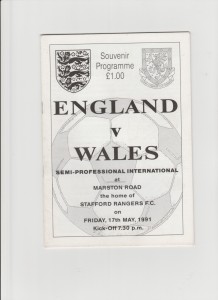 Souvenir
Programme
£1.00
ENGLAND
v
WALES
SEMI-PROFESSIONAL INTERNATIONAL
at
MARSTON ROAD
the home of
STAFFORD RANGERS F.C.
on
FRIDAY, 17th MAY, 1991
Kick-Off 7:30 p.m.